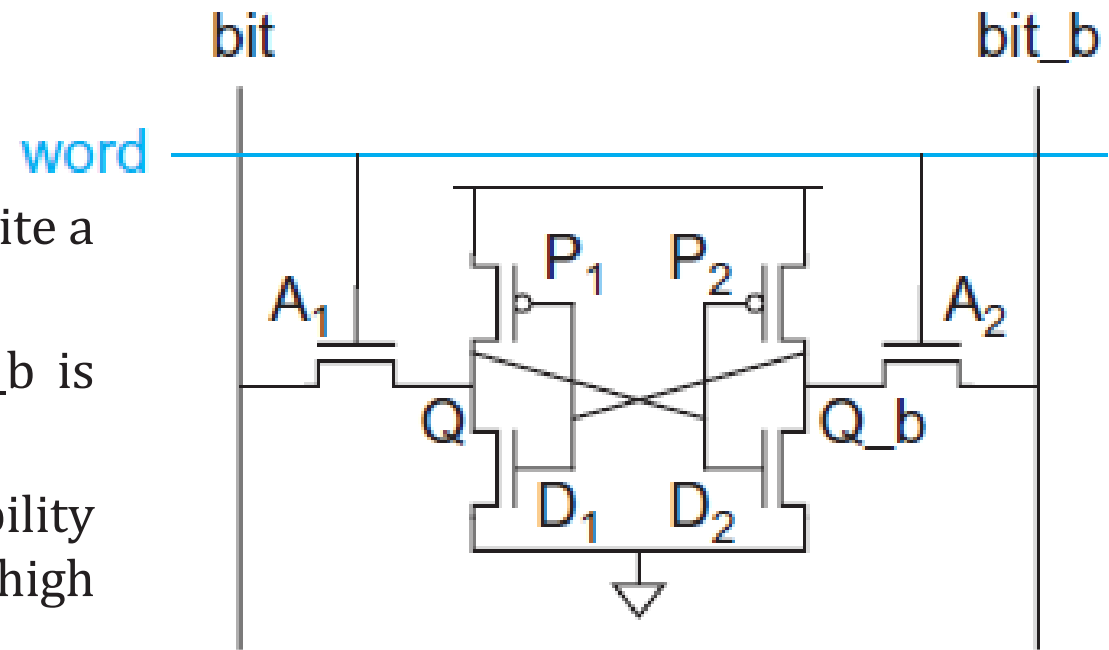 bit bit_b
word
ite a
P1 P2
A1 A2
_b is
Q Q_b
D1 D2
bility
high